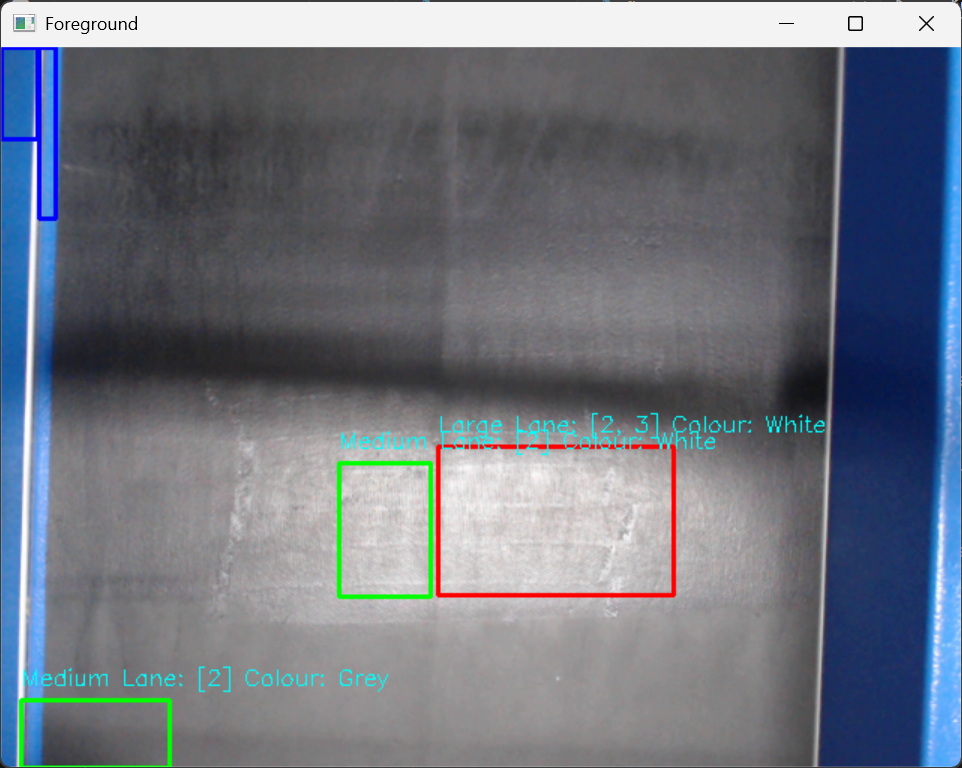 Foreground
Large Lane: [2, 3] Colour: White
Medium Lane: [2] Colour: White
Medium Lane: [2] Colour: Grey